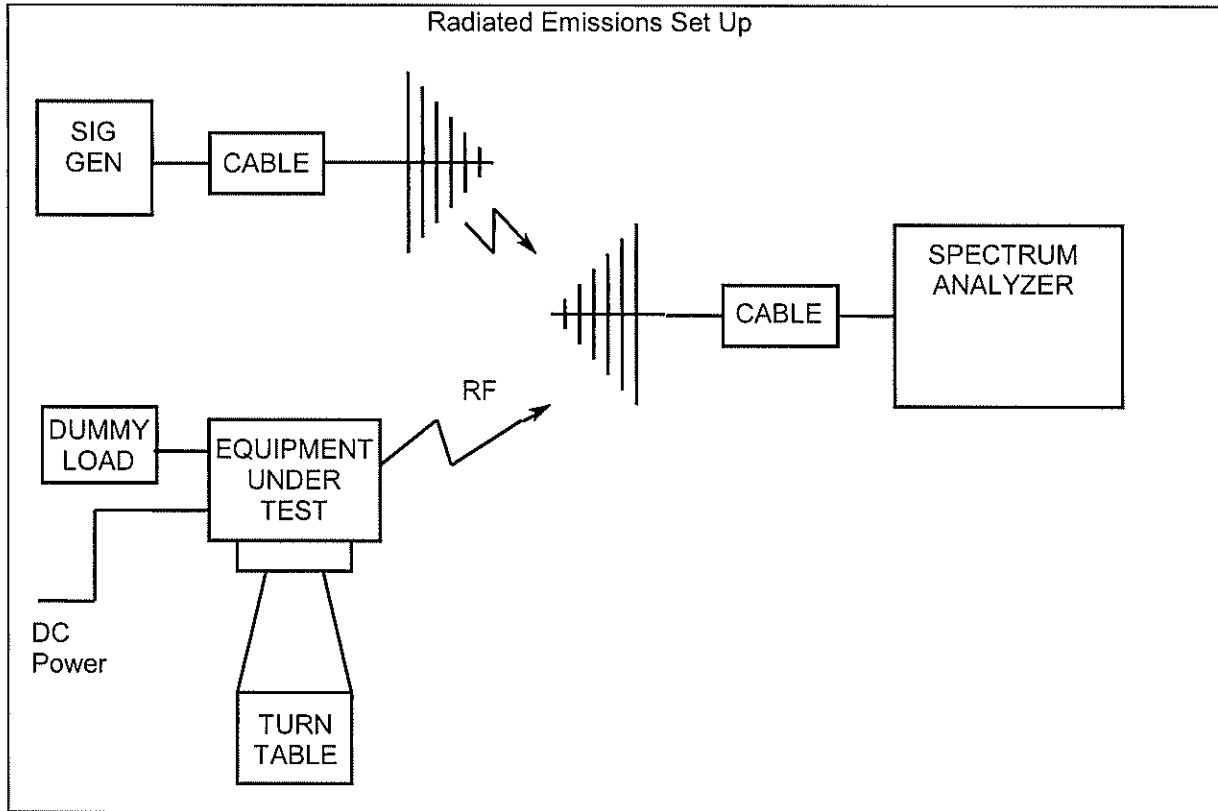 Radiated Emissions Set Up
SIG
GEN
CABLE
SPECTRUM
ANALYZER
CABLE
RF
DUMMY
LOAD
EQUIPMENT
UNDER
TEST
DC
Power
TURN
TABLE